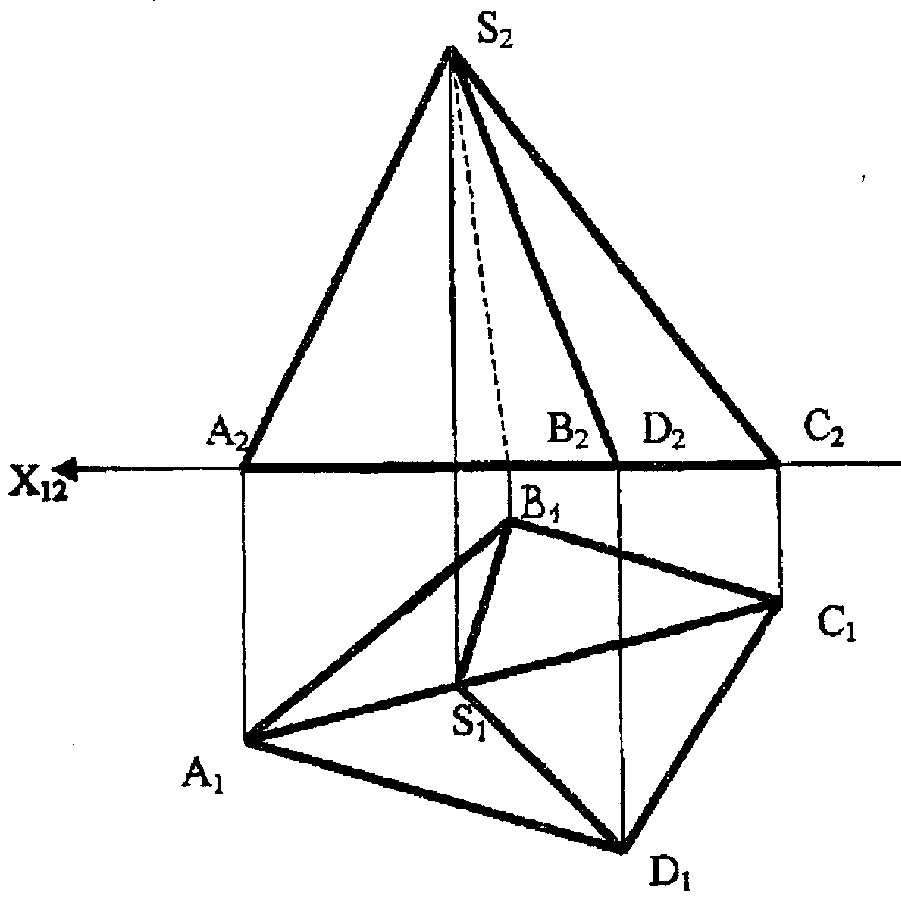 S₂
A₂ B₂ D₂ C₂
X₁₂
B₁
C₁
S₁
A₁
D₁